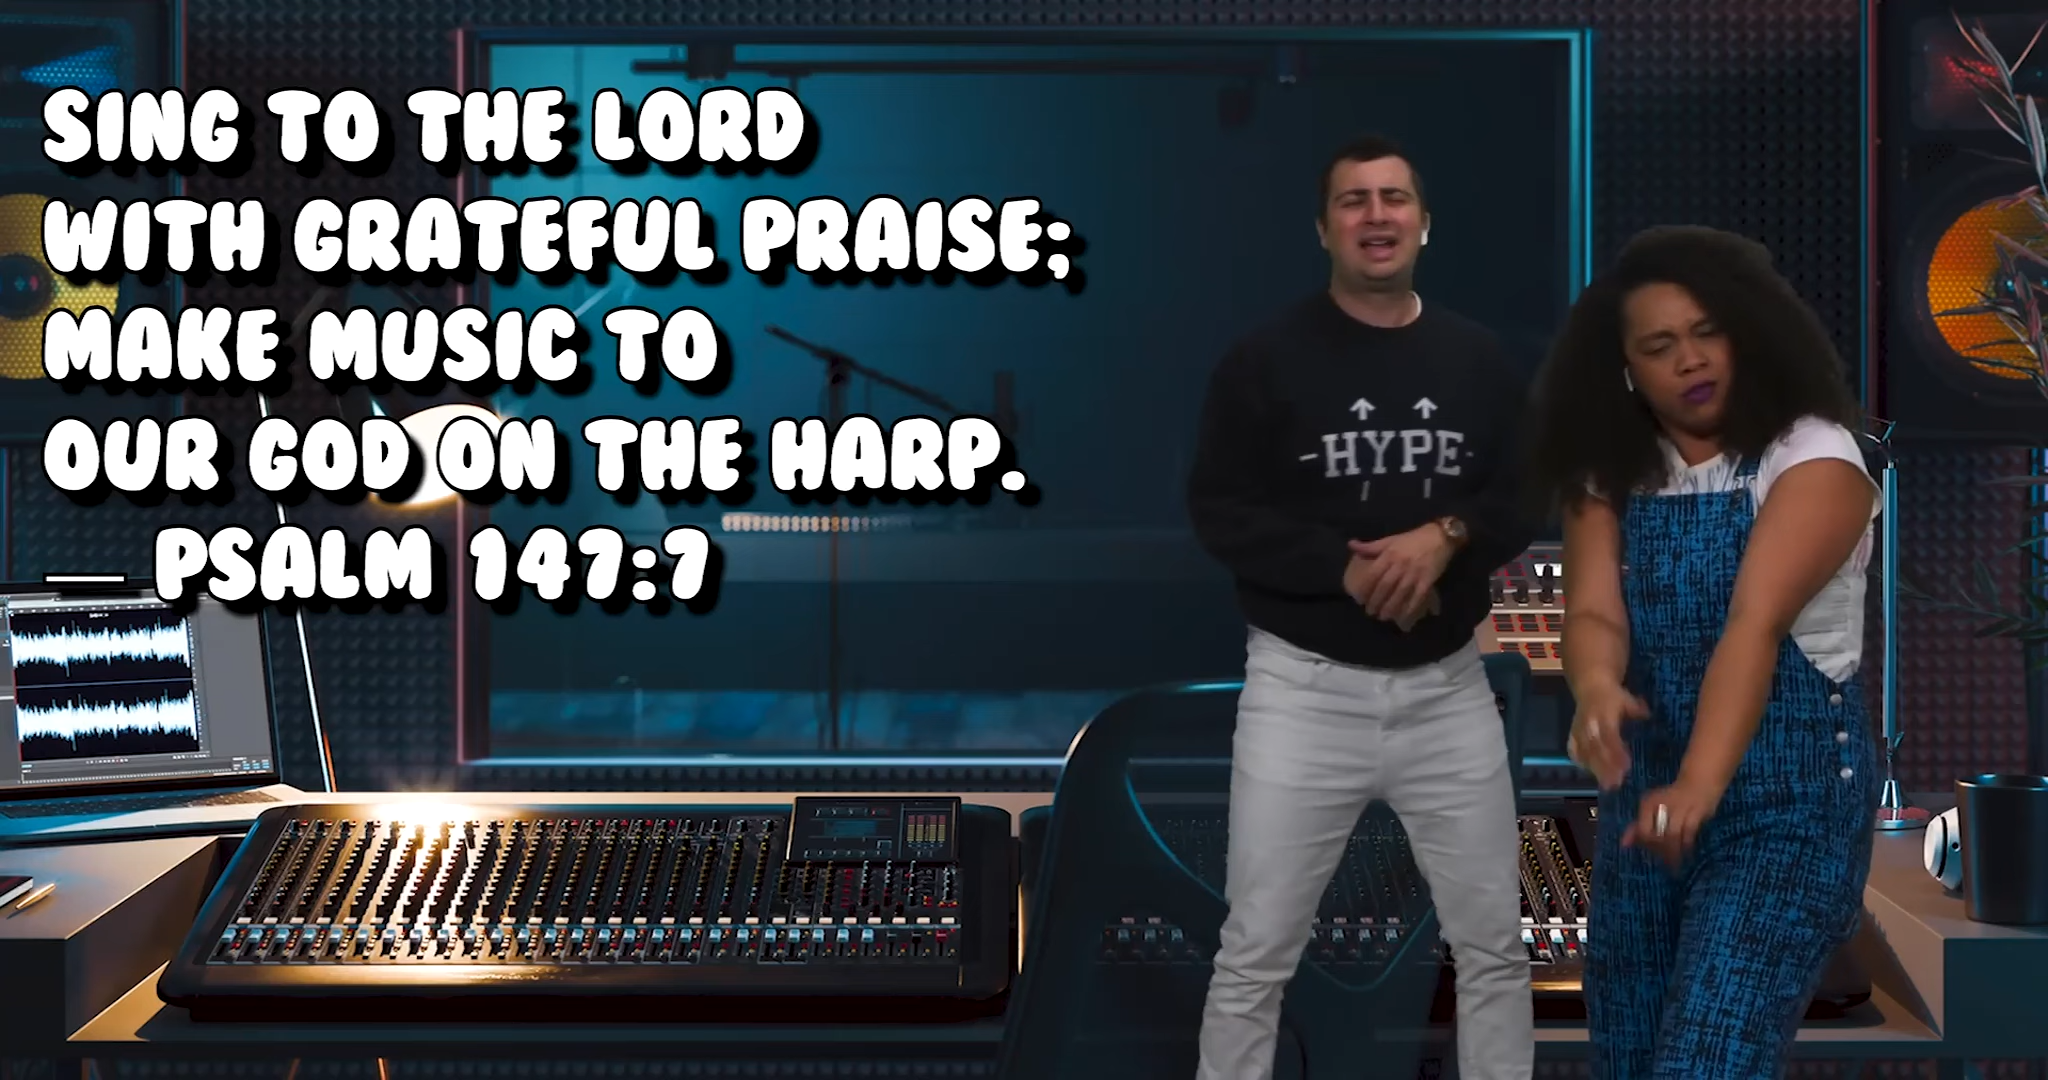 SING TO THE LORD
WITH GRATEFUL PRAISE;
MAKE MUSIC TO
OUR GOD ON THE HARP.
— PSALM 147:7
-HYPE-